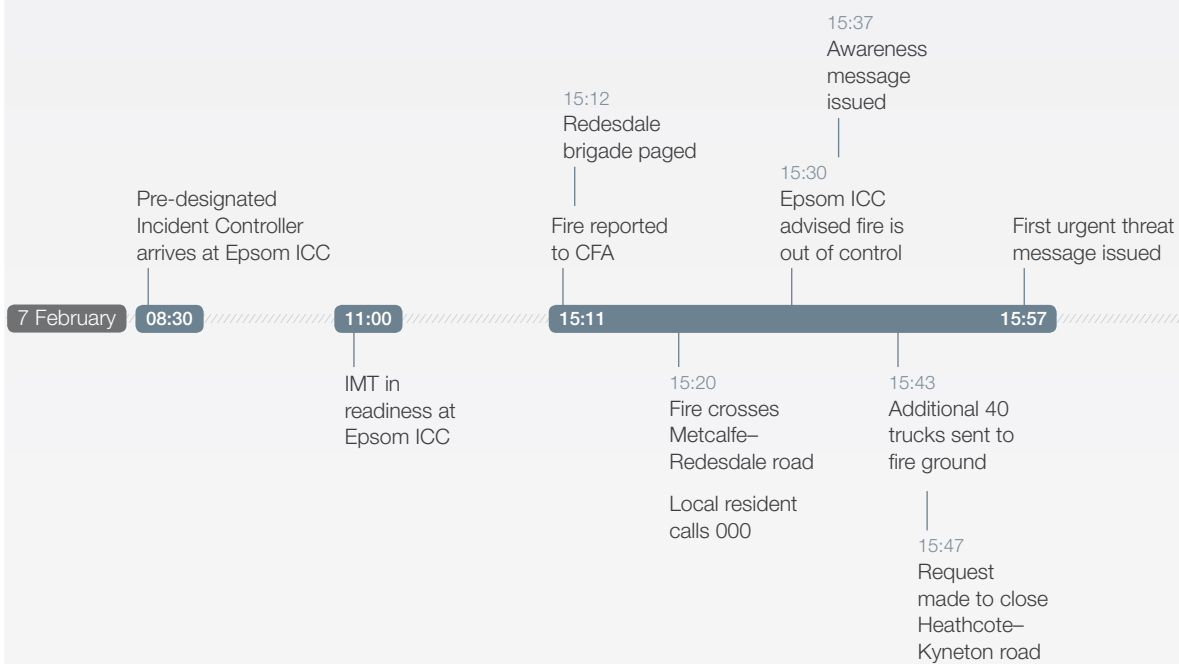 15:37
Awareness
message
issued
15:12
Redesdale
brigade paged
15:30
Epsom ICC
advised fire is
out of control
Pre-designated
Incident Controller
arrives at Epsom ICC
Fire reported
to CFA
First urgent threat
message issued
7 February
08:30
11:00
15:11
15:57
IMT in
readiness at
Epsom ICC
15:20
Fire crosses
Metcalfe–
Redesdale road
Local resident
calls 000
15:43
Additional 40
trucks sent to
fire ground
15:47
Request
made to close
Heathcote–
Kyneton road